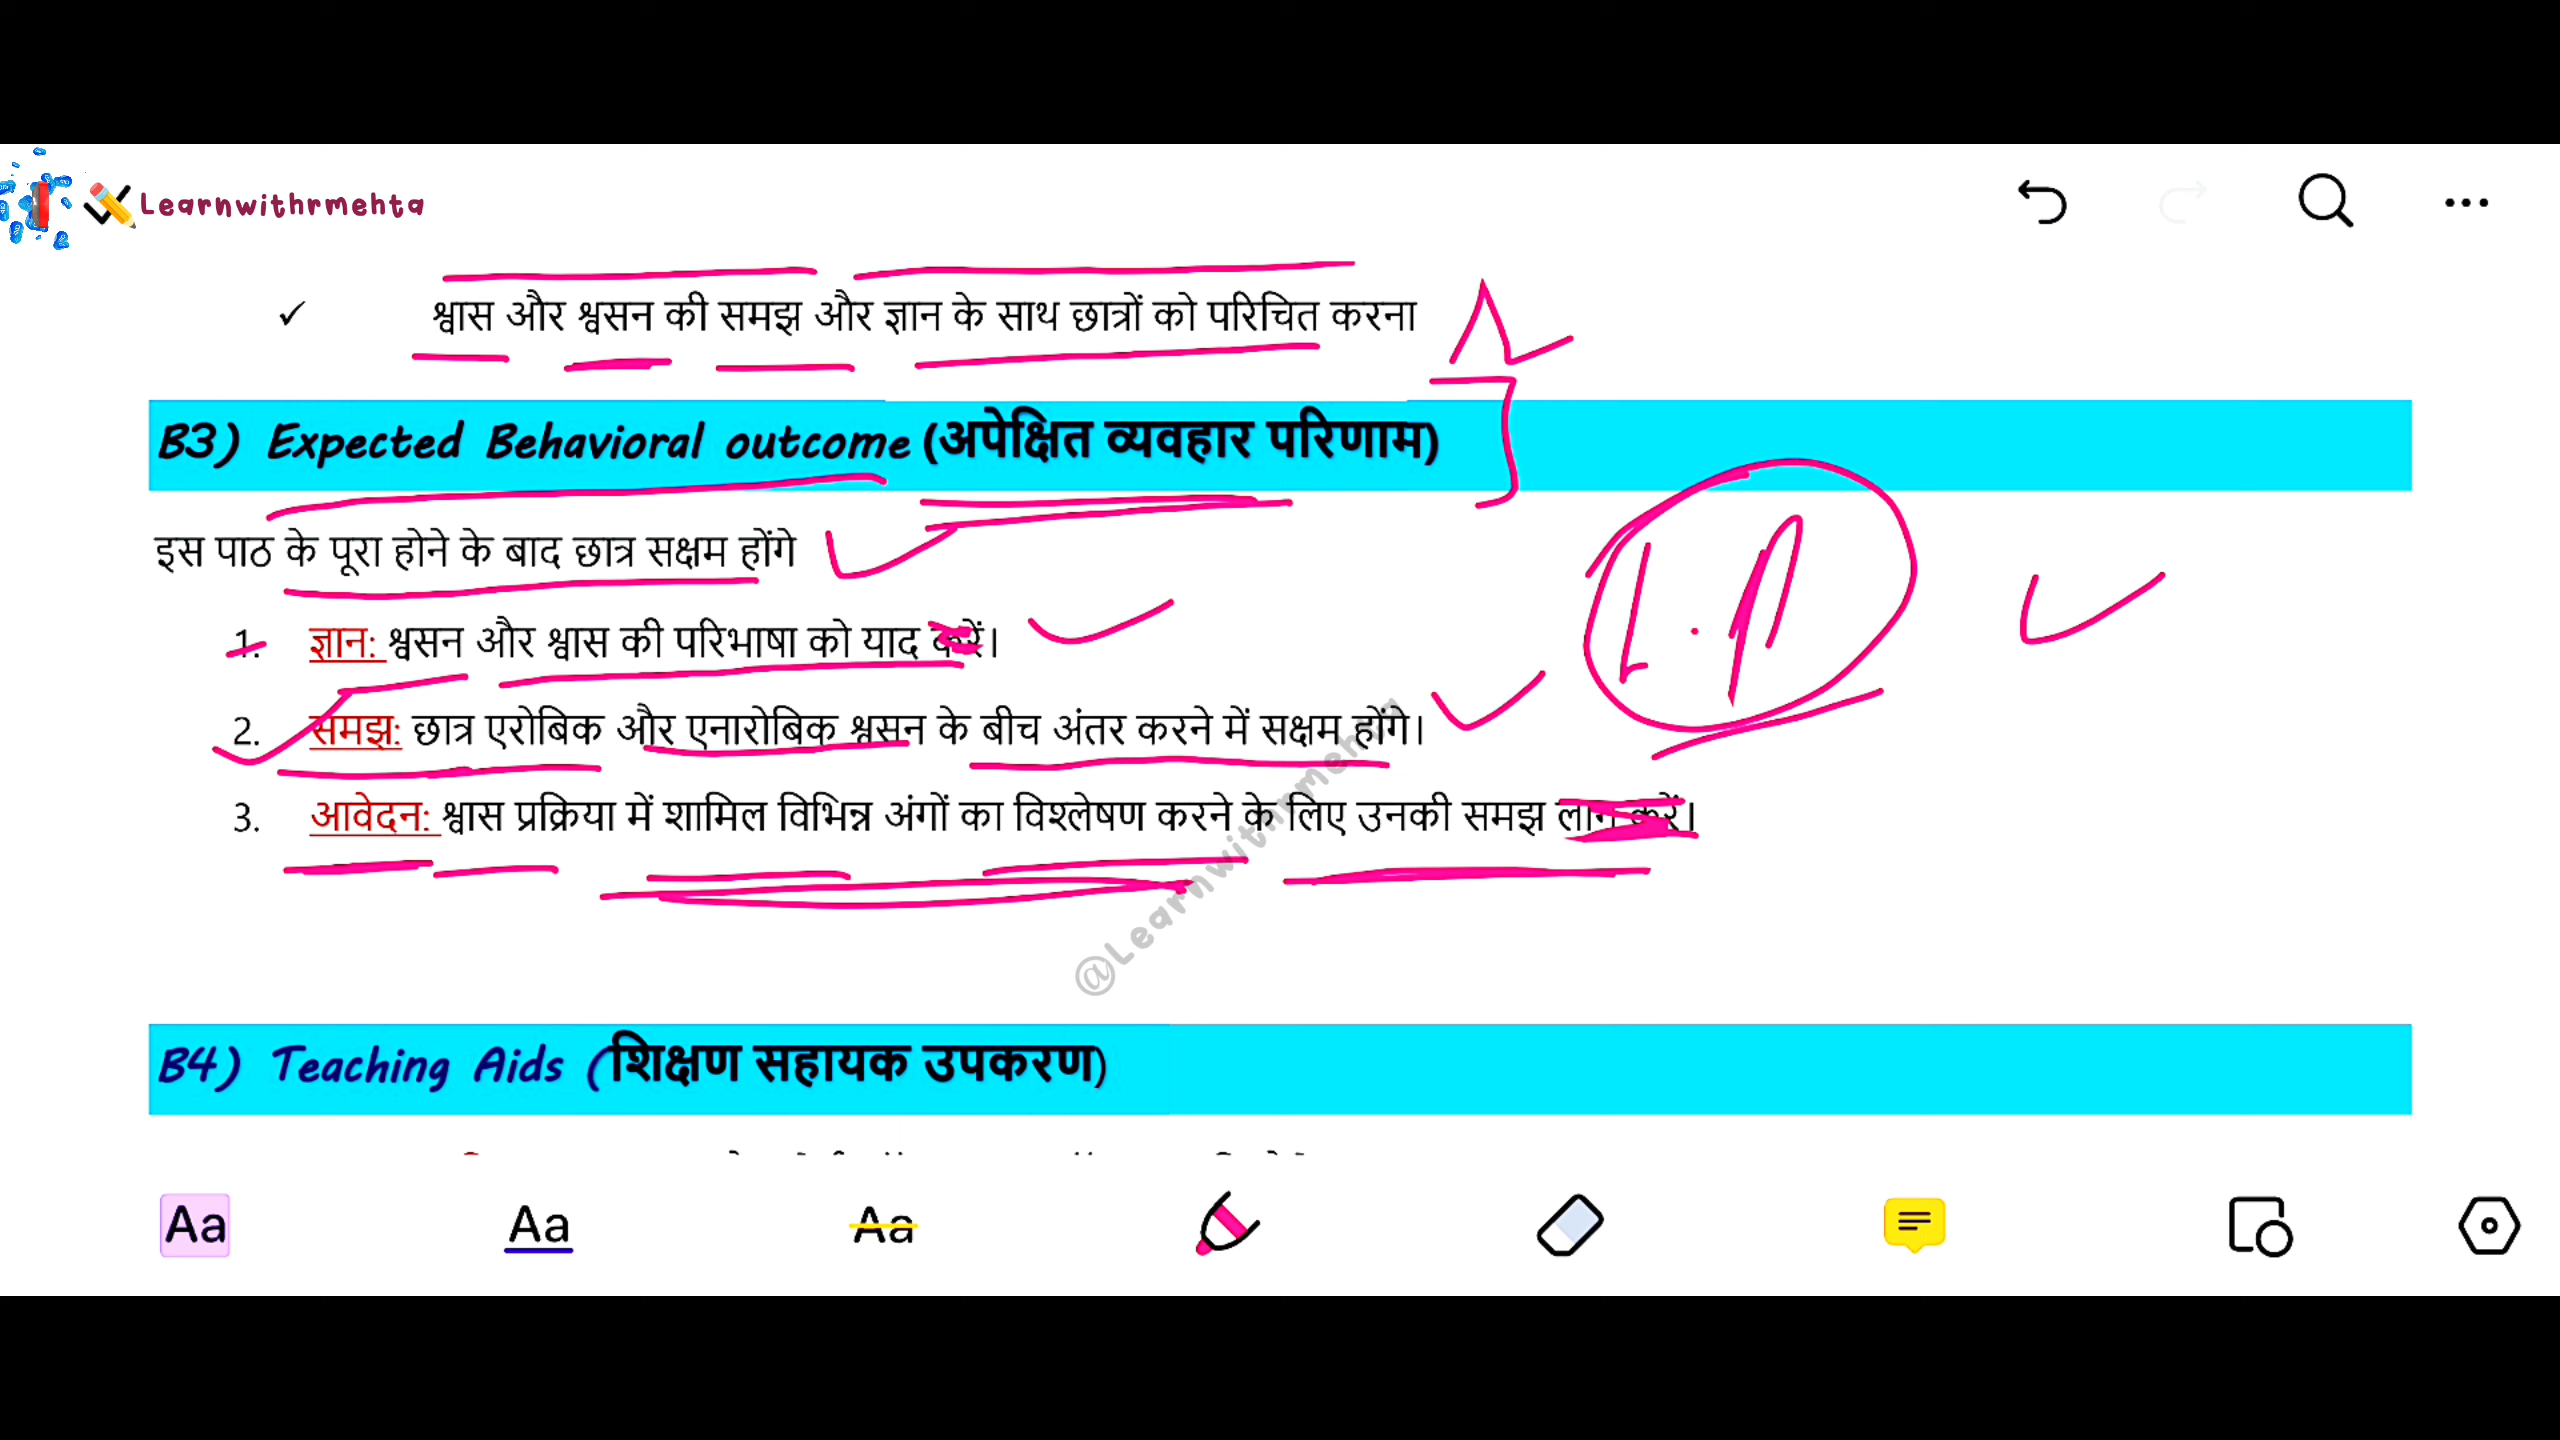 Learnwithrmehta
✓ श्वास और श्वसन की समझ और ज्ञान के साथ छात्रों को परिचित करना
B3) Expected Behavioral outcome (अपेक्षित व्यवहार परिणाम)
इस पाठ के पूरा होने के बाद छात्र सक्षम होंगे
1. ज्ञान: श्वसन और श्वास की परिभाषा को याद करें।
2. समझ: छात्र एरोबिक और एनारोबिक श्वसन के बीच अंतर करने में सक्षम होंगे।
3. आवेदन: श्वास प्रक्रिया में शामिल विभिन्न अंगों का विश्लेषण करने के लिए उनकी समझ लागू करें।
@Learnwithrmehta
B4) Teaching Aids (शिक्षण सहायक उपकरण)
Aa Aa Aa